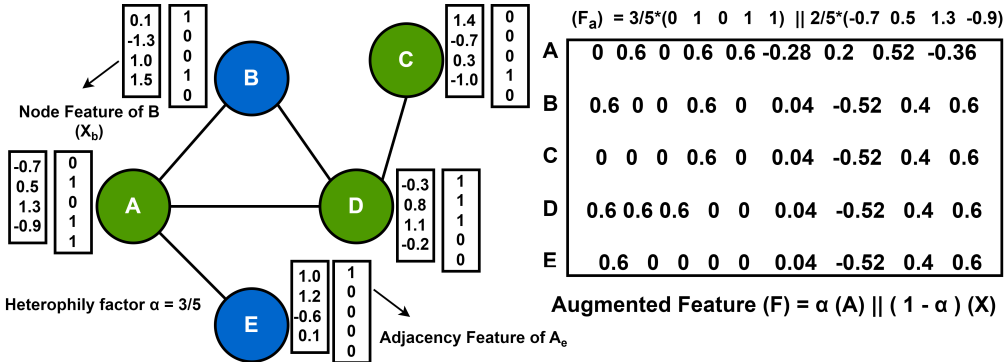 0.1
-1.3
1.0
1.5
1
0
0
1
0
B
Node Feature of B
(X_b)
C
1.4
-0.7
0.3
-1.0
0
0
0
1
0
-0.7
0.5
1.3
-0.9
0
1
0
1
1
A
D
-0.3
0.8
1.1
-0.2
1
1
1
0
0
Heterophily factor α = 3/5
E
1.0
1.2
-0.6
0.1
1
0
0
0
0
Adjacency Feature of A_e
(F_a) = 3/5*(0 1 0 1 1) || 2/5*(-0.7 0.5 1.3 -0.9)
A 0 0.6 0 0.6 0.6 -0.28 0.2 0.52 -0.36
B 0.6 0 0 0.6 0 0.04 -0.52 0.4 0.6
C 0 0 0 0.6 0 0.04 -0.52 0.4 0.6
D 0.6 0.6 0.6 0 0 0.04 -0.52 0.4 0.6
E 0.6 0 0 0 0 0.04 -0.52 0.4 0.6
Augmented Feature (F) = α (A) || ( 1 - α ) (X)